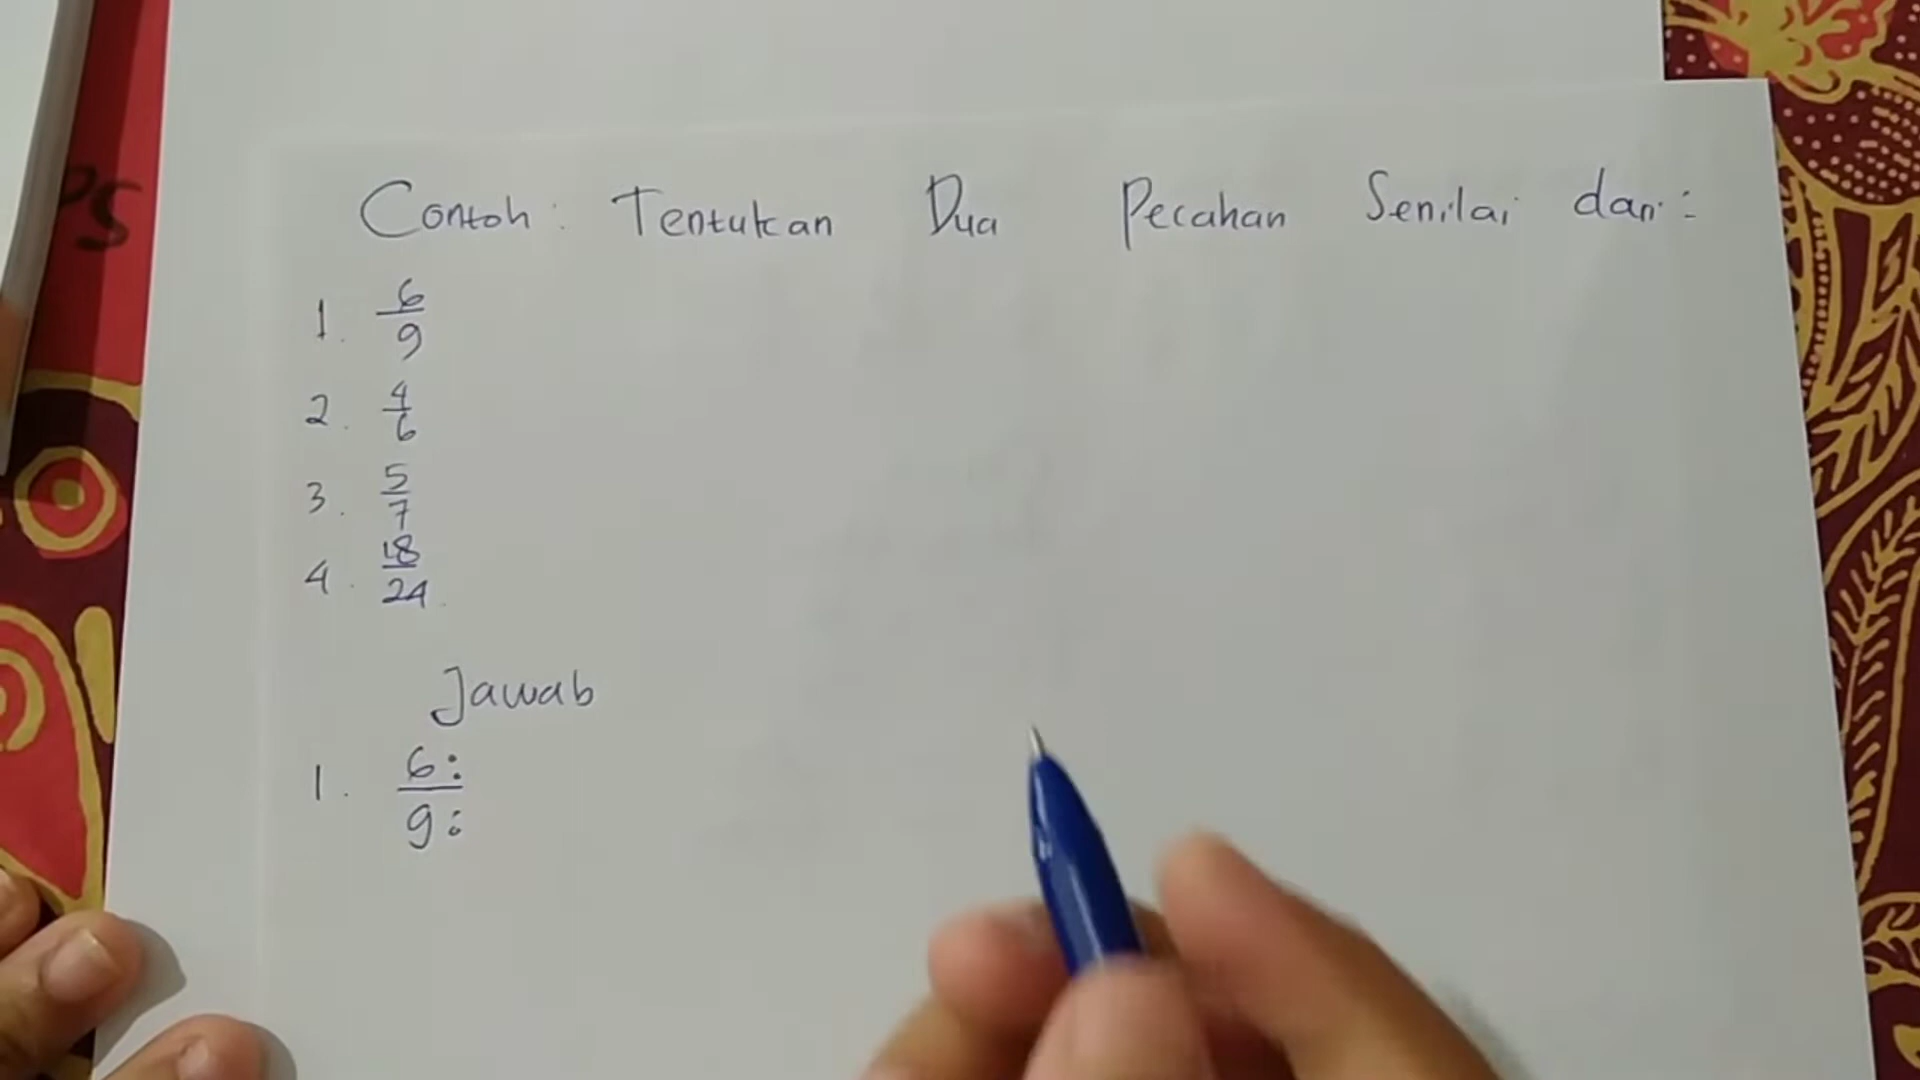 Contoh : Tentukan Dua Pecahan Senilai dari :
1. 6/9
2. 4/6
3. 5/7
4. 18/24.
Jawab
1. 6:/9: